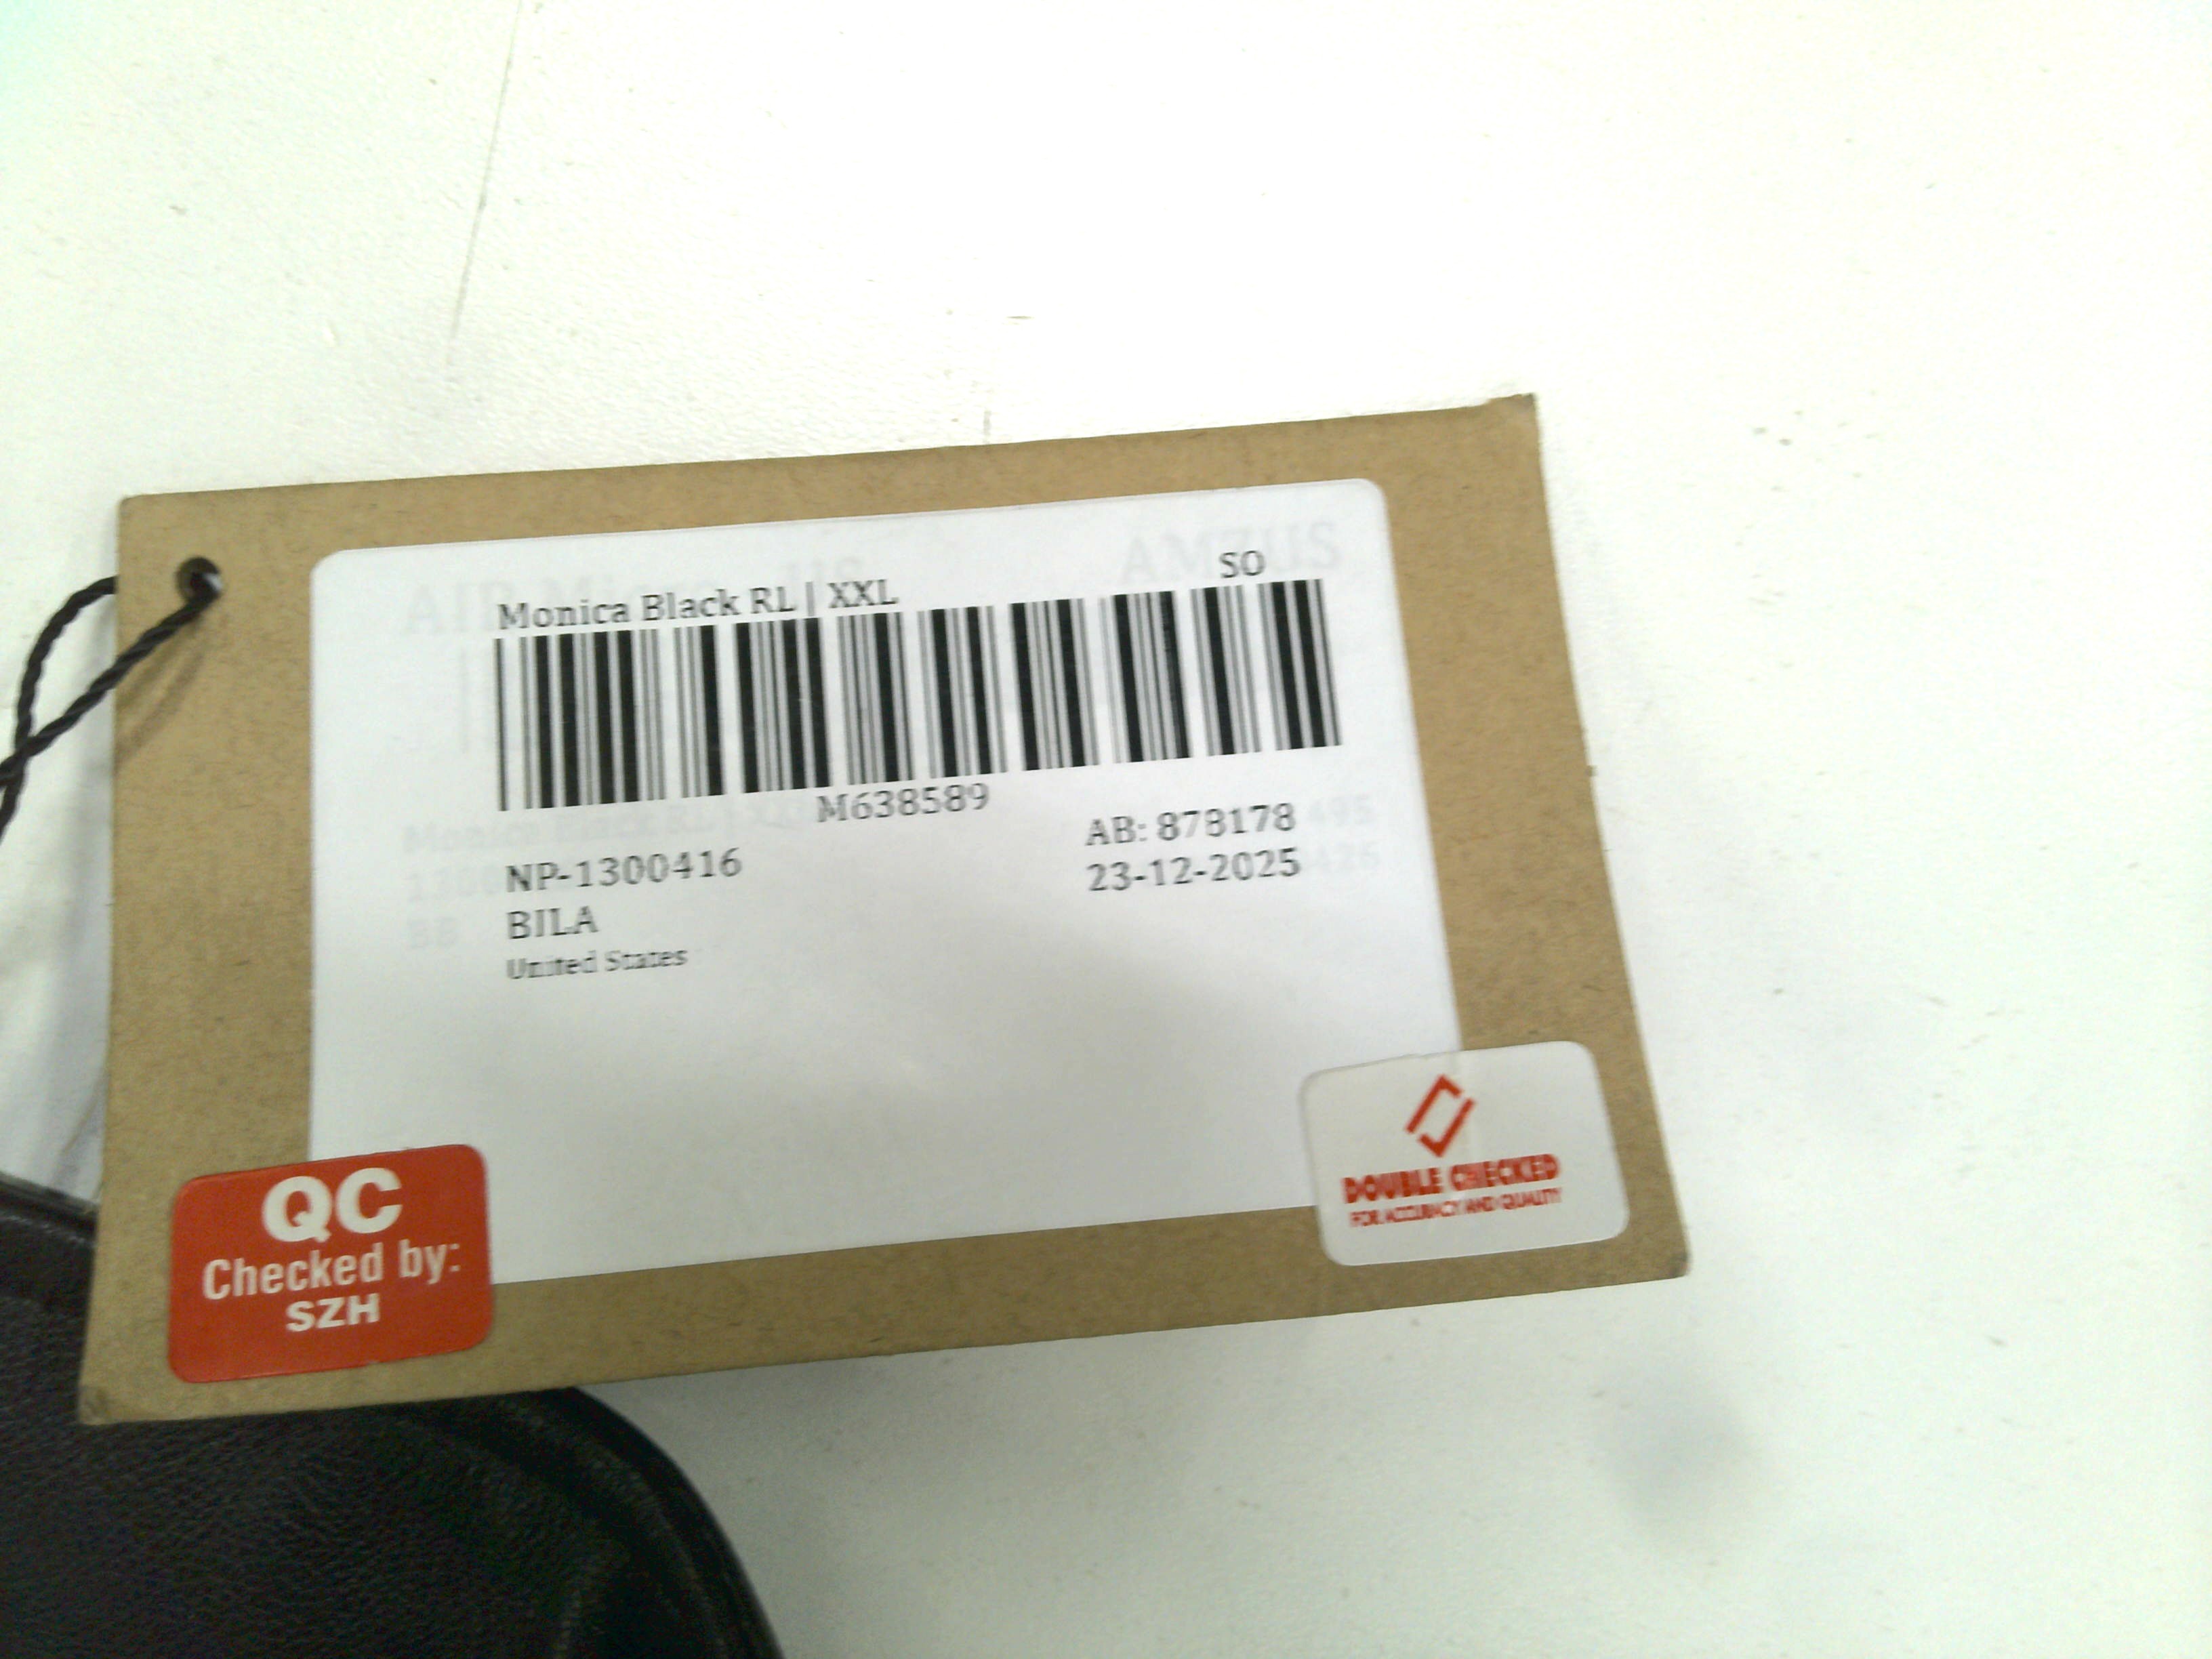 SO
Monica Black RL | XXL
M638589
AB: 878178
NP-1300416
23-12-2025
BILA
United States
QC
Checked by:
SZH
DOUBLE CHECKED
FOR ACCURACY AND QUALITY